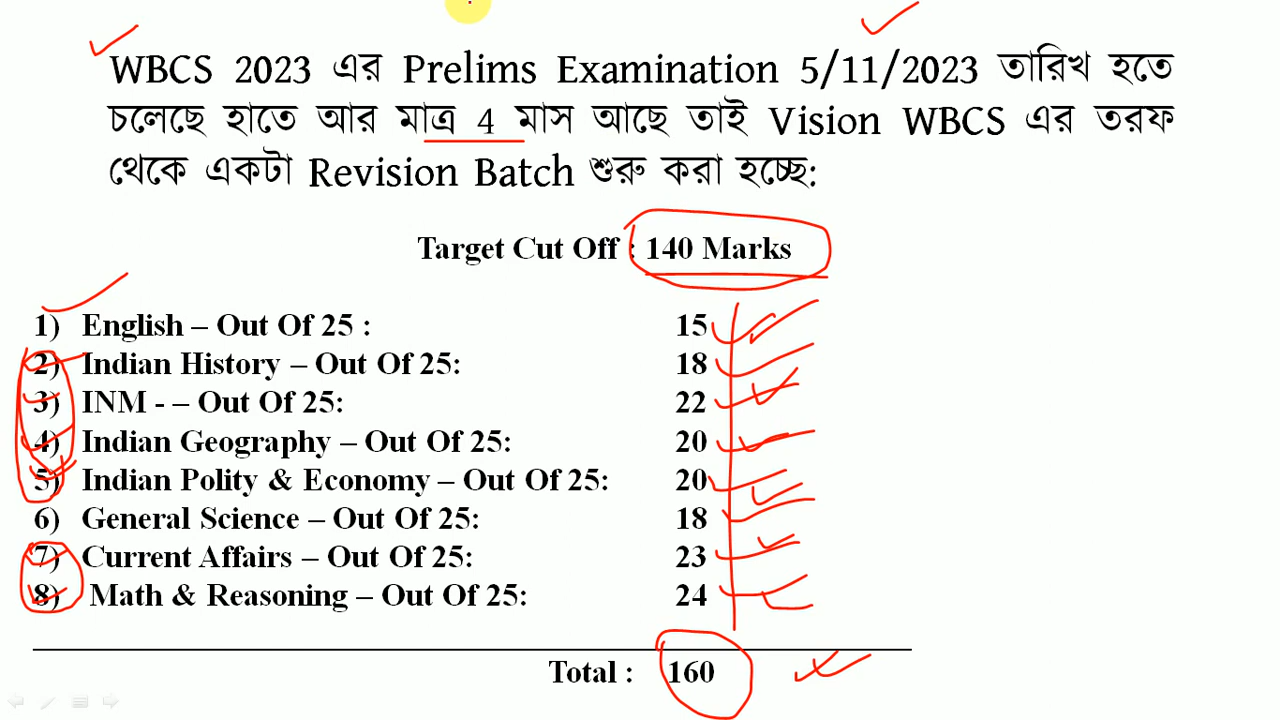 WBCS 2023 এর Prelims Examination 5/11/2023 তারিখ হতে
চলেছে হাতে আর মাত্র 4 মাস আছে তাই Vision WBCS এর তরফ
থেকে একটা Revision Batch শুরু করা হচ্ছে:
Target Cut Off : 140 Marks
1) English – Out Of 25 : 15
2) Indian History – Out Of 25: 18
3) INM - – Out Of 25: 22
4) Indian Geography – Out Of 25: 20
5) Indian Polity & Economy – Out Of 25: 20
6) General Science – Out Of 25: 18
7) Current Affairs – Out Of 25: 23
8) Math & Reasoning – Out Of 25: 24
Total : 160